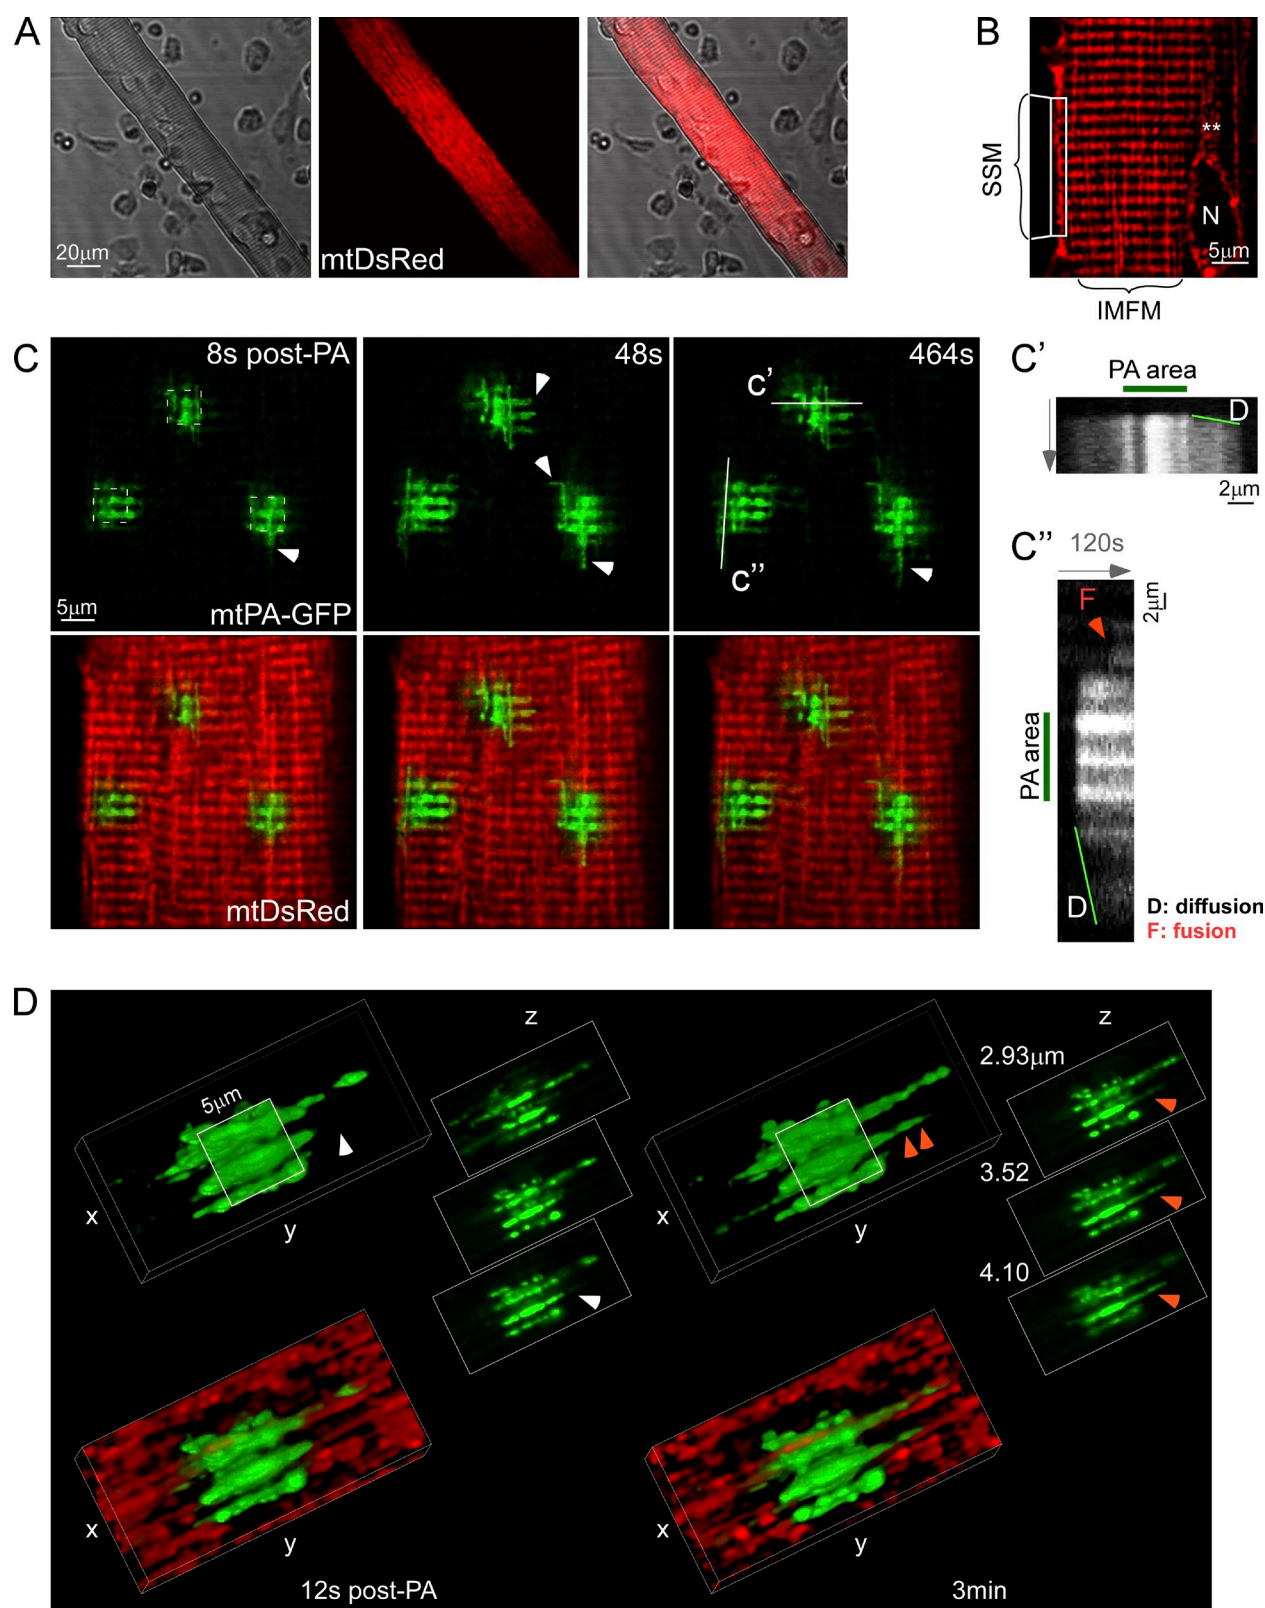 A
20μm
mtDsRed
B
SSM
**
N
5μm
IMFM
C
8s post-PA
48s
464s
c'
c''
5μm
mtPA-GFP
mtDsRed
C'
PA area
D
2μm
C''
120s
F
2μm
PA area
D
D: diffusion
F: fusion
D
z
z
5μm
2.93μm
3.52
4.10
x
y
x
y
x
y
x
y
12s post-PA
3min